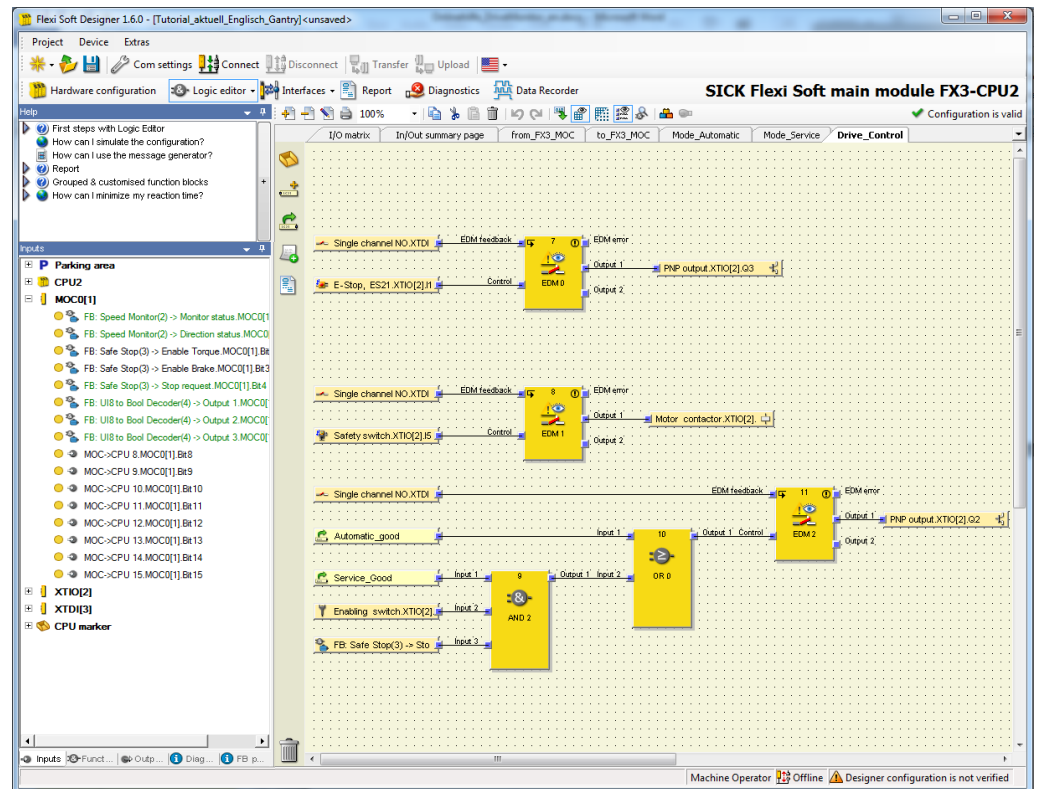 Flexi Soft Designer 1.6.0 - [Tutorial_aktuell_Englisch_Gantry]<unsaved>
Project Device Extras
Com settings Connect Disconnect Transfer Upload
Hardware configuration Logic editor Interfaces Report Diagnostics Data Recorder SICK Flexi Soft main module FX3-CPU2
Help 100% Configuration is valid
First steps with Logic Editor
How can I simulate the configuration?
How can I use the message generator?
Report
Grouped & customised function blocks
How can I minimize my reaction time?
I/O matrix In/Out summary page from_FX3_MOC to_FX3_MOC Mode_Automatic Mode_Service Drive_Control
Inputs
Parking area
CPU2
MOC0[1]
FB: Speed Monitor(2) -> Monitor status.MOC0[1
FB: Speed Monitor(2) -> Direction status.MOC0
FB: Safe Stop(3) -> Enable Torque.MOC0[1].Bit
FB: Safe Stop(3) -> Enable Brake.MOC0[1].Bit3
FB: Safe Stop(3) -> Stop request.MOC0[1].Bit4
FB: UI8 to Bool Decoder(4) -> Output 1.MOC0[
FB: UI8 to Bool Decoder(4) -> Output 2.MOC0[
FB: UI8 to Bool Decoder(4) -> Output 3.MOC0[
MOC->CPU 8.MOC0[1].Bit8
MOC->CPU 9.MOC0[1].Bit9
MOC->CPU 10.MOC0[1].Bit10
MOC->CPU 11.MOC0[1].Bit11
MOC->CPU 12.MOC0[1].Bit12
MOC->CPU 13.MOC0[1].Bit13
MOC->CPU 14.MOC0[1].Bit14
MOC->CPU 15.MOC0[1].Bit15
XTIO[2]
XTDI[3]
CPU marker
Single channel NO.XTDI EDM feedback 7 EDM error
Output 1 PNP output.XTIO[2].Q3
E-Stop, ES21.XTIO[2].I1 Control EDM 0 Output 2
Single channel NO.XTDI EDM feedback 8 EDM error
Output 1 Motor contactor.XTIO[2].
Safety switch.XTIO[2].I5 Control EDM 1 Output 2
Single channel NO.XTDI EDM feedback 11 EDM error
Output 1 PNP output.XTIO[2].Q2
Automatic_good Input 1 10 Output 1 Control EDM 2 Output 2
Service_Good Input 1 9 Output 1 Input 2 OR 0
Enabling switch.XTIO[2]. Input 2 AND 2
FB: Safe Stop(3) -> Sto Input 3
Inputs Funct... Outp... Diag... FB p...
Machine Operator Offline Designer configuration is not verified